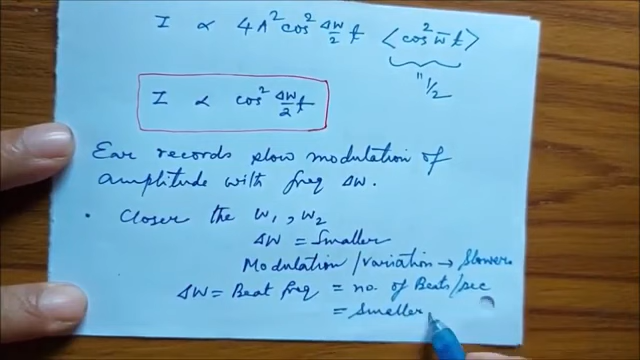 I ∝ 4A² cos² Δw/2 t ⟨cos² w̄ t⟩
" 1/2
I ∝ cos² Δw/2 t
Ear records slow modulation of
amplitude with freq Δw.
• Closer the w₁, w₂
Δw = Smaller
Modulation / Variation → Slower.
Δw = Beat freq = no. of Beats/sec
= Smaller